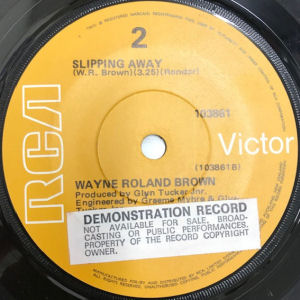 2
SLIPPING AWAY
(W.R. Brown)(3.25)(Rondor)
103861
RCA
Victor
(103861B)
WAYNE ROLAND BROWN
Produced by Glyn Tucker Jnr.
Engineered by Graeme Myhre & Glyn
DEMONSTRATION RECORD
NOT AVAILABLE FOR SALE, BROAD-
CASTING OR PUBLIC PERFORMANCES.
PROPERTY OF THE RECORD COPYRIGHT
OWNER.